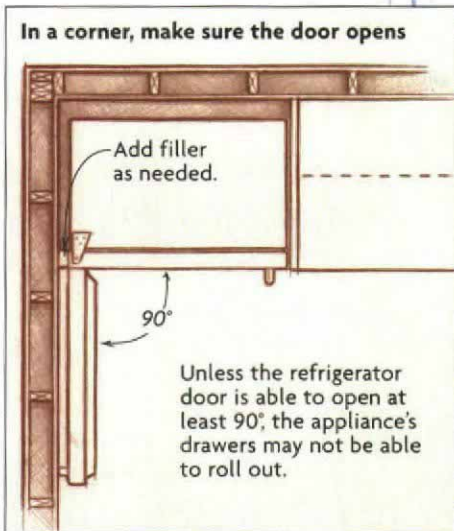 In a corner, make sure the door opens
Add filler
as needed.
90°
Unless the refrigerator
door is able to open at
least 90°, the appliance's
drawers may not be able
to roll out.